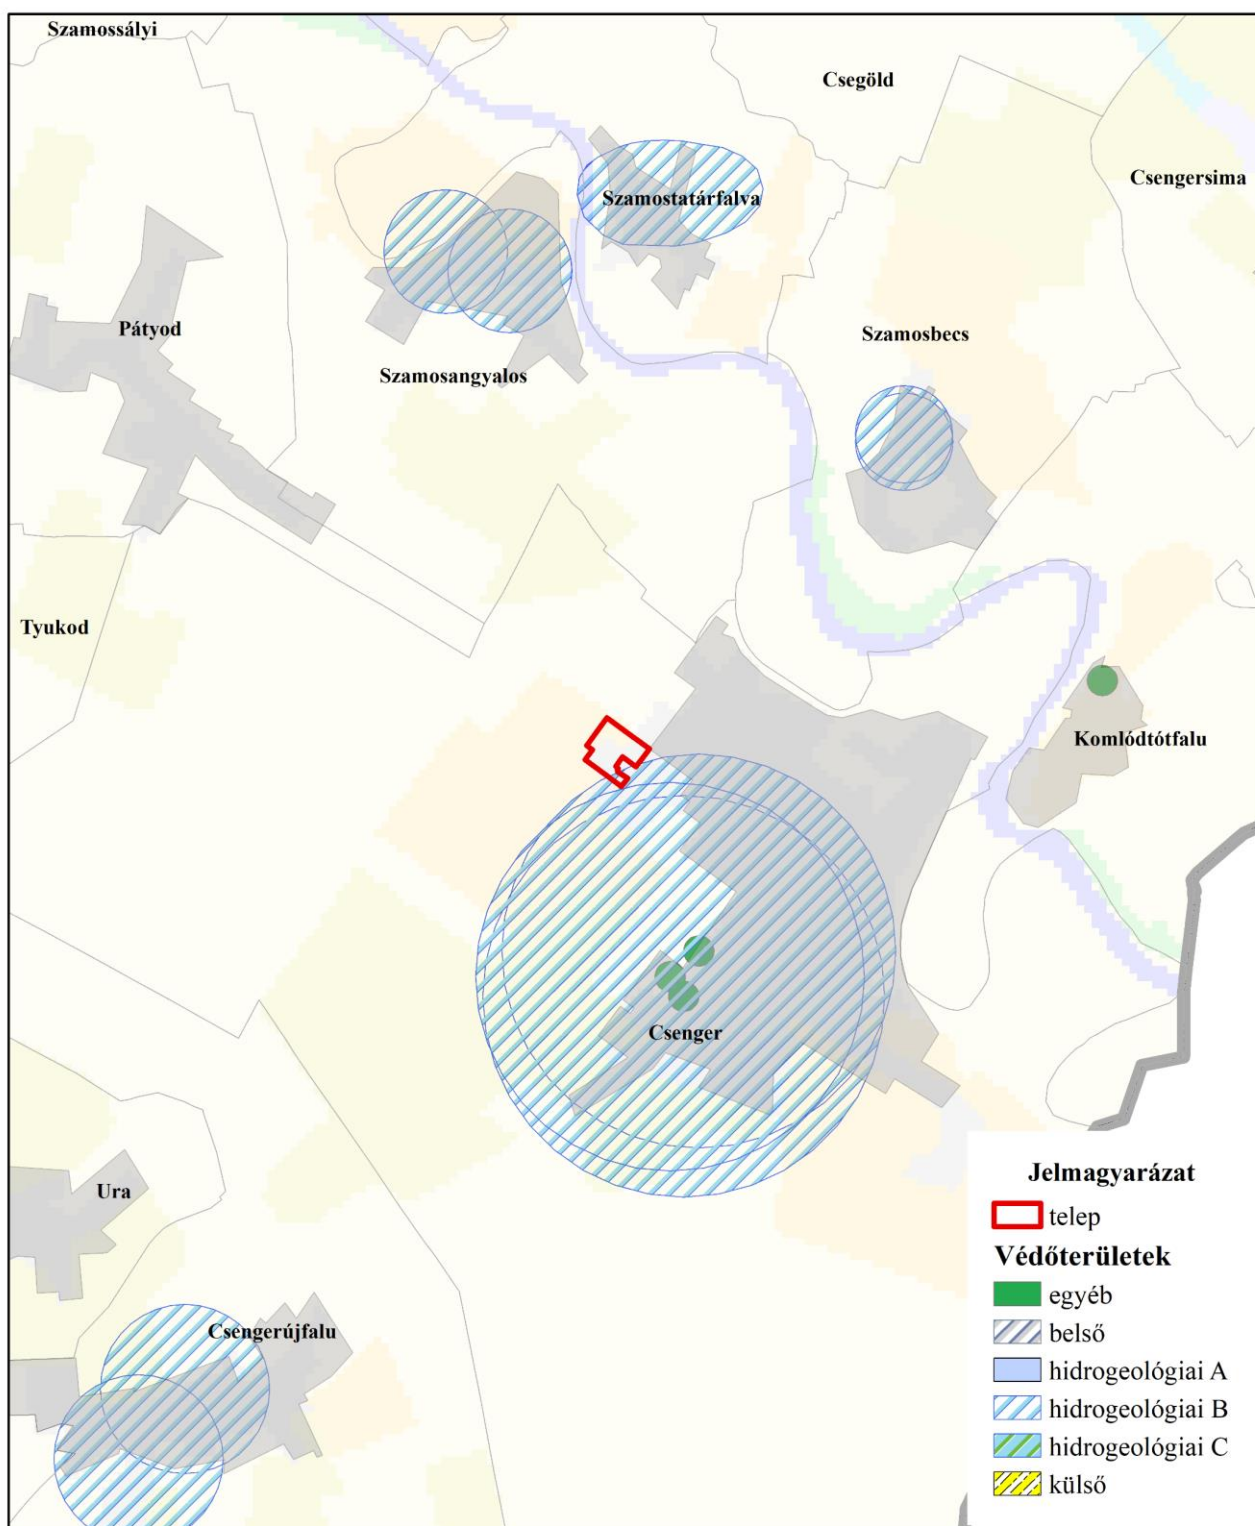 Szamossályi
Csegöld
Csengersima
Szamostatárfalva
Pátyod
Szamosbecs
Szamosangyalos
Tyukod
Komlódtótfalu
Csenger
Ura
Csengerújfalu
Jelmagyarázat
telep
Védőterületek
egyéb
belső
hidrogeológiai A
hidrogeológiai B
hidrogeológiai C
külső